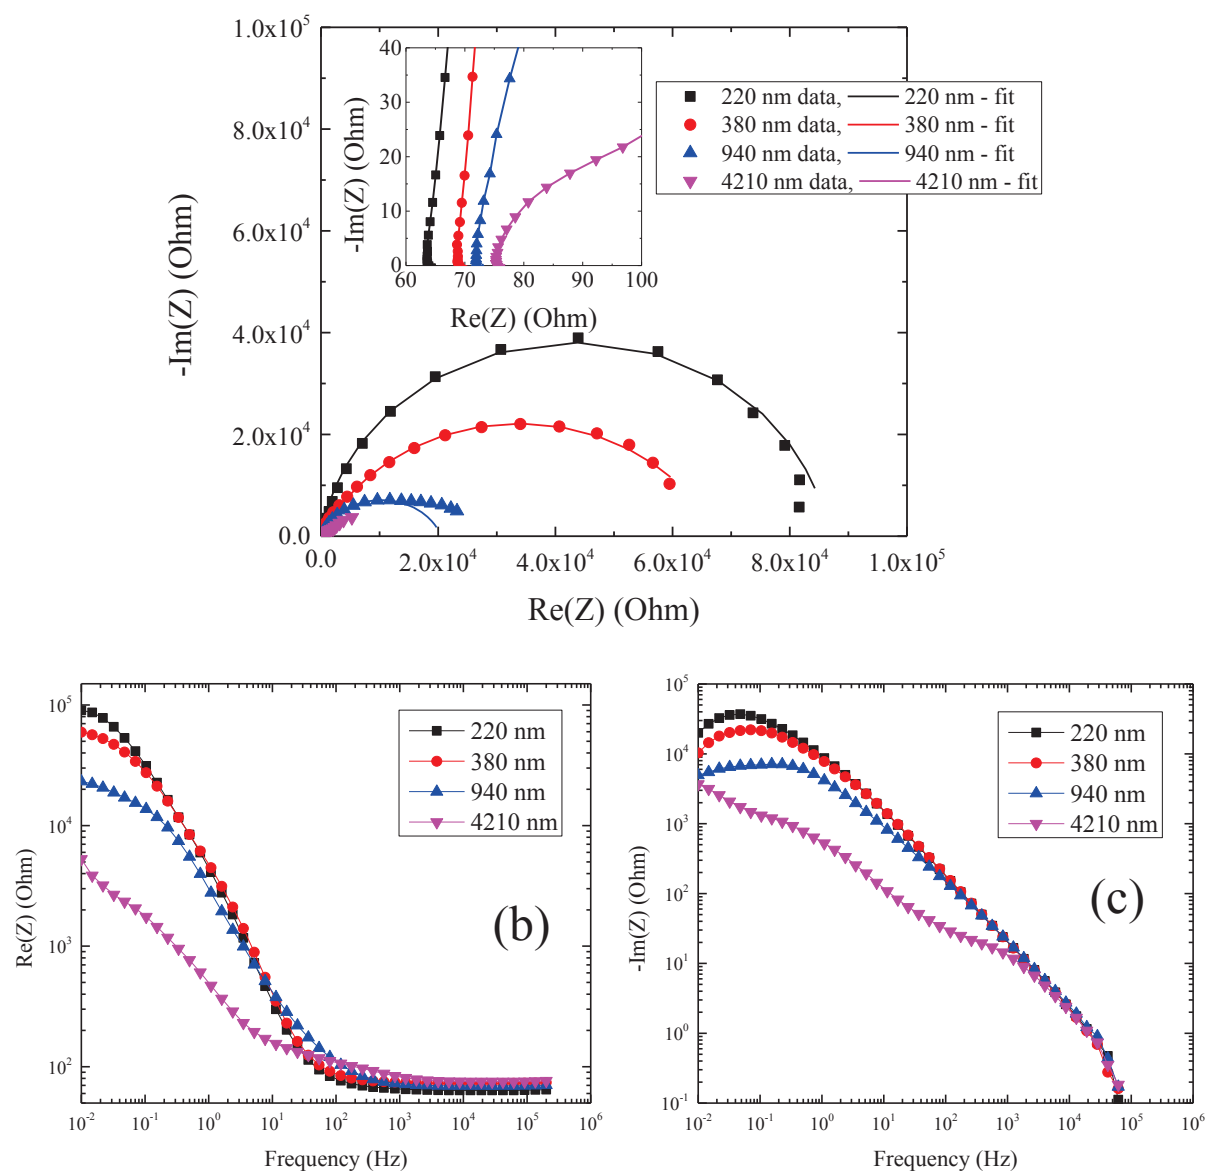 1.0x10⁵
8.0x10⁴
6.0x10⁴
4.0x10⁴
2.0x10⁴
0.0
-Im(Z) (Ohm)
0.0
2.0x10⁴
4.0x10⁴
6.0x10⁴
8.0x10⁴
1.0x10⁵
Re(Z) (Ohm)
40
30
20
10
0
-Im(Z) (Ohm)
60
70
80
90
100
Re(Z) (Ohm)
220 nm data, 220 nm - fit
380 nm data, 380 nm - fit
940 nm data, 940 nm - fit
4210 nm data, 4210 nm - fit
10⁵
10⁴
10³
10²
Re(Z) (Ohm)
220 nm
380 nm
940 nm
4210 nm
(b)
10⁻²
10⁻¹
10⁰
10¹
10²
10³
10⁴
10⁵
10⁶
Frequency (Hz)
10⁵
10⁴
10³
10²
10¹
10⁰
10⁻¹
-Im(Z) (Ohm)
220 nm
380 nm
940 nm
4210 nm
(c)
10⁻²
10⁻¹
10⁰
10¹
10²
10³
10⁴
10⁵
10⁶
Frequency (Hz)